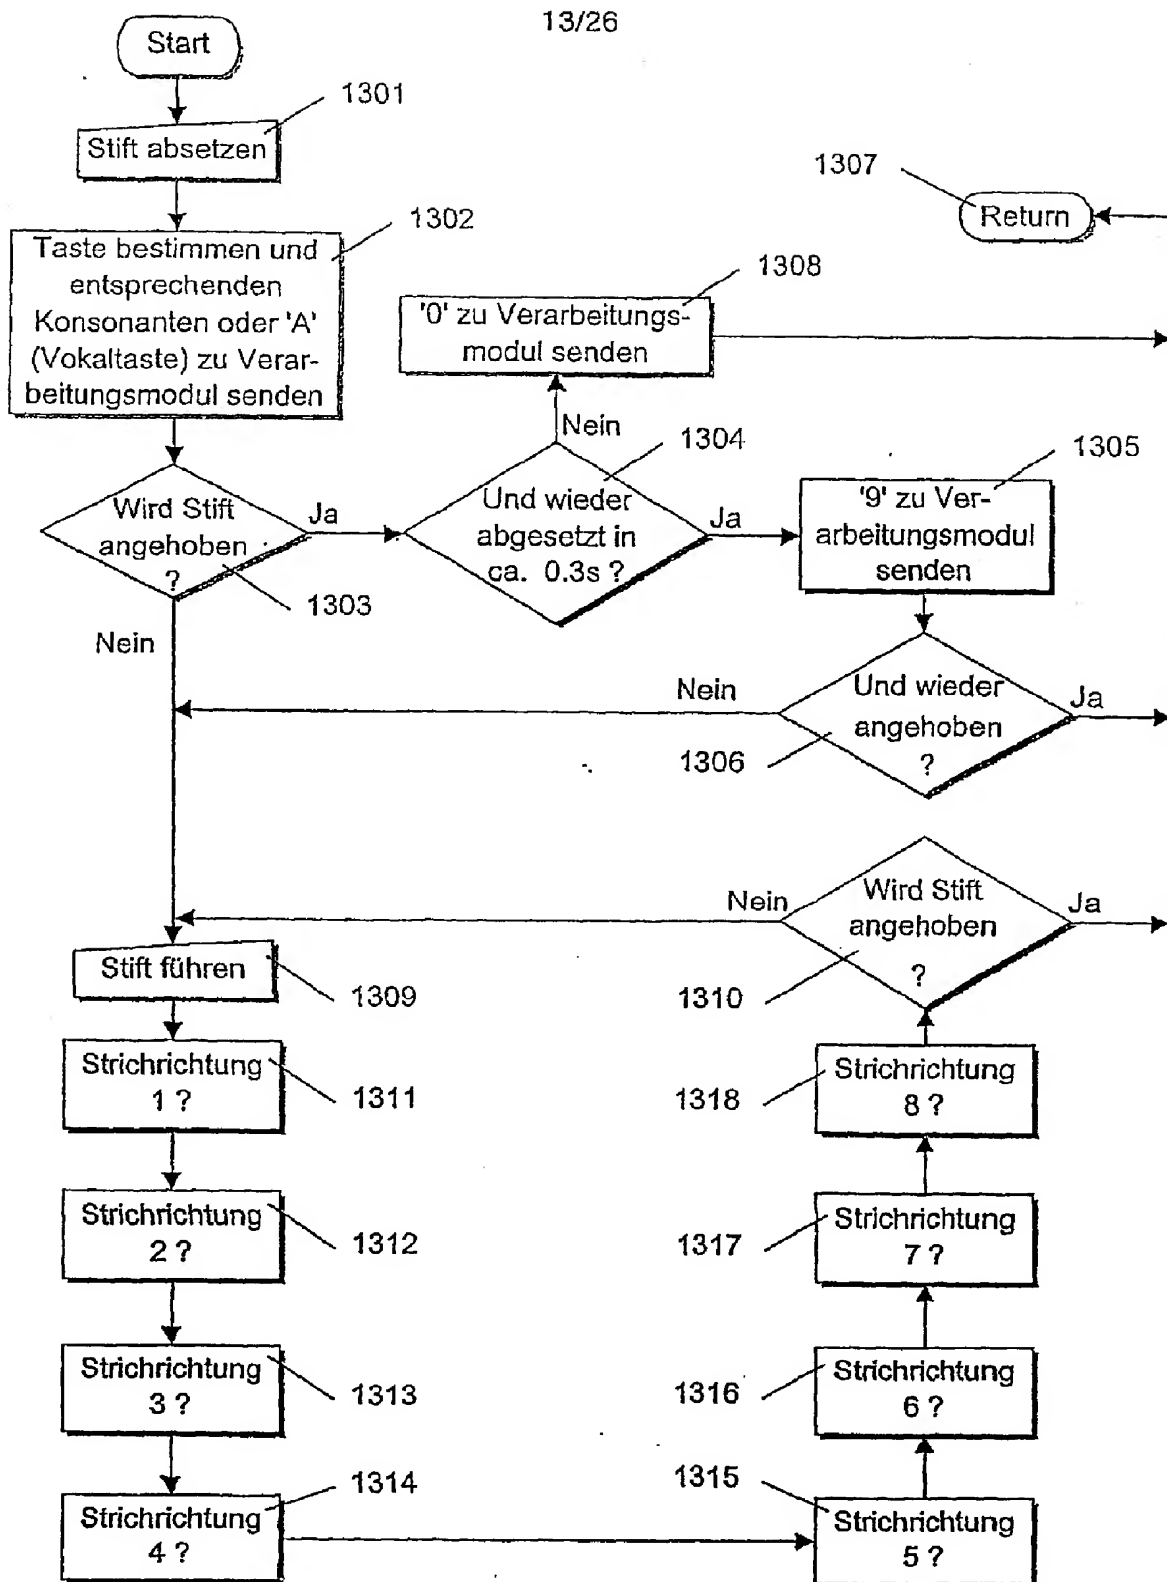 13/26
Start
1301
Stift absetzen
1302
Taste bestimmen und
entsprechenden
Konsonanten oder 'A'
(Vokaltaste) zu Verar-
beitungsmodul senden
1307
Return
1308
'0' zu Verarbeitungs-
modul senden
Nein
1304
1305
Wird Stift
angehoben
?
Ja
1303
Nein
Und wieder
abgesetzt in
ca. 0.3s ?
Ja
'9' zu Ver-
arbeitungsmodul
senden
Nein
Und wieder
angehoben
?
Ja
1306
Nein
Wird Stift
angehoben
?
Ja
1310
Stift führen
1309
Strichrichtung
1 ?
1311
1318
Strichrichtung
8 ?
Strichrichtung
2 ?
1312
1317
Strichrichtung
7 ?
Strichrichtung
3 ?
1313
1316
Strichrichtung
6 ?
1314
Strichrichtung
4 ?
1315
Strichrichtung
5 ?